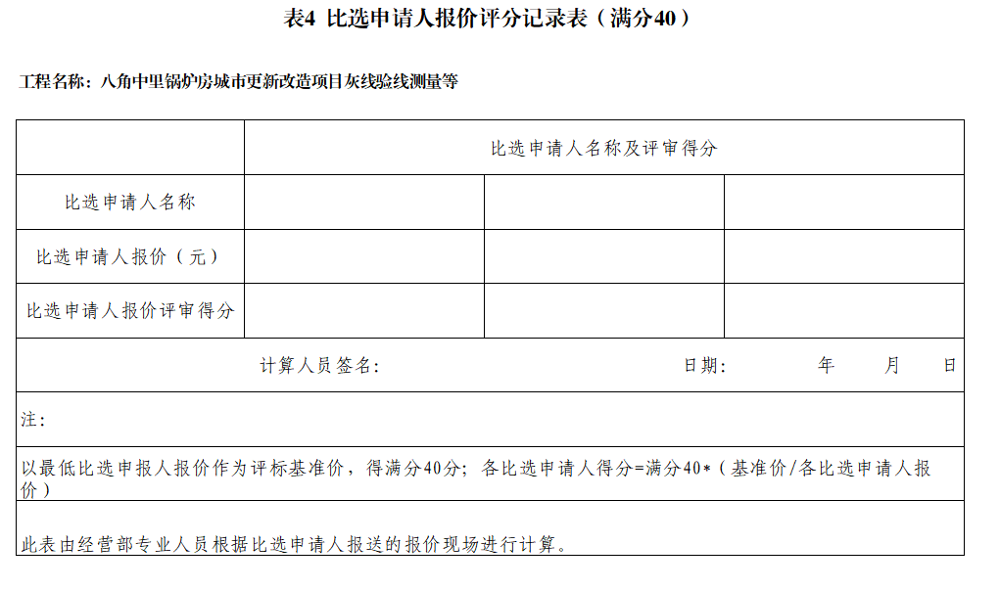 表4 比选申请人报价评分记录表（满分40）
工程名称：八角中里锅炉房城市更新改造项目灰线验线测量等
比选申请人名称及评审得分
比选申请人名称
比选申请人报价（元）
比选申请人报价评审得分
计算人员签名： 日期： 年 月 日
注：
以最低比选申报人报价作为评标基准价，得满分40分；各比选申请人得分=满分40*（基准价/各比选申请人报
价）
此表由经营部专业人员根据比选申请人报送的报价现场进行计算。